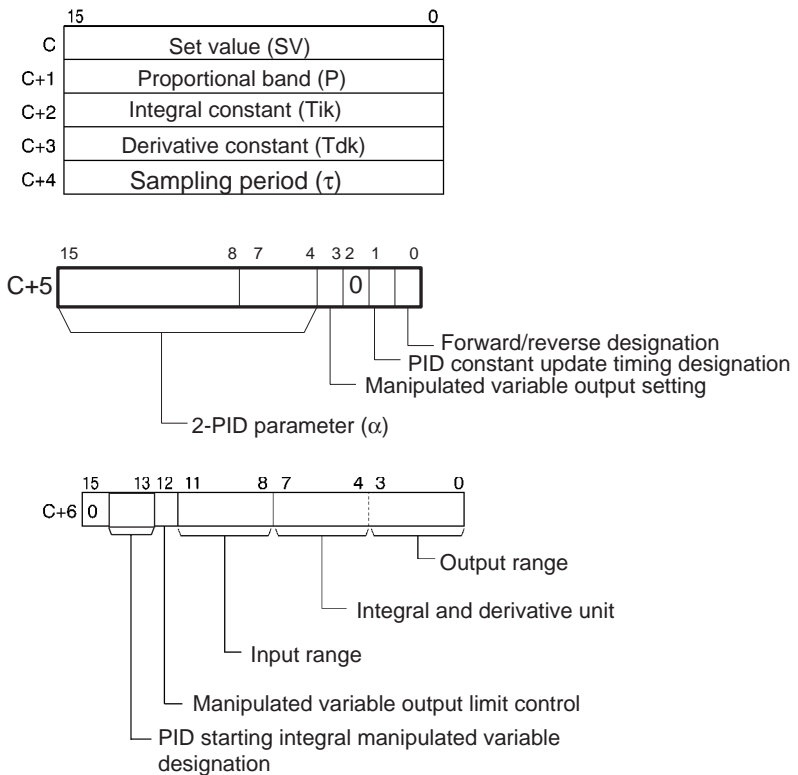 15 0
C Set value (SV)
C+1 Proportional band (P)
C+2 Integral constant (Tik)
C+3 Derivative constant (Tdk)
C+4 Sampling period (τ)
15 8 7 4 3 2 1 0
C+5 0
Forward/reverse designation
PID constant update timing designation
Manipulated variable output setting
2-PID parameter (α)
15 13 12 11 8 7 4 3 0
C+6 0
Output range
Integral and derivative unit
Input range
Manipulated variable output limit control
PID starting integral manipulated variable
designation